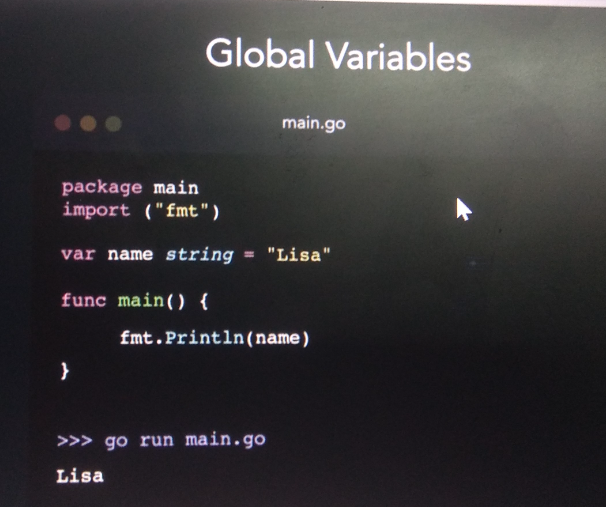 Global Variables
main.go
package main
import ("fmt")
var name string = "Lisa"
func main() {
fmt.Println(name)
}
>>> go run main.go
Lisa